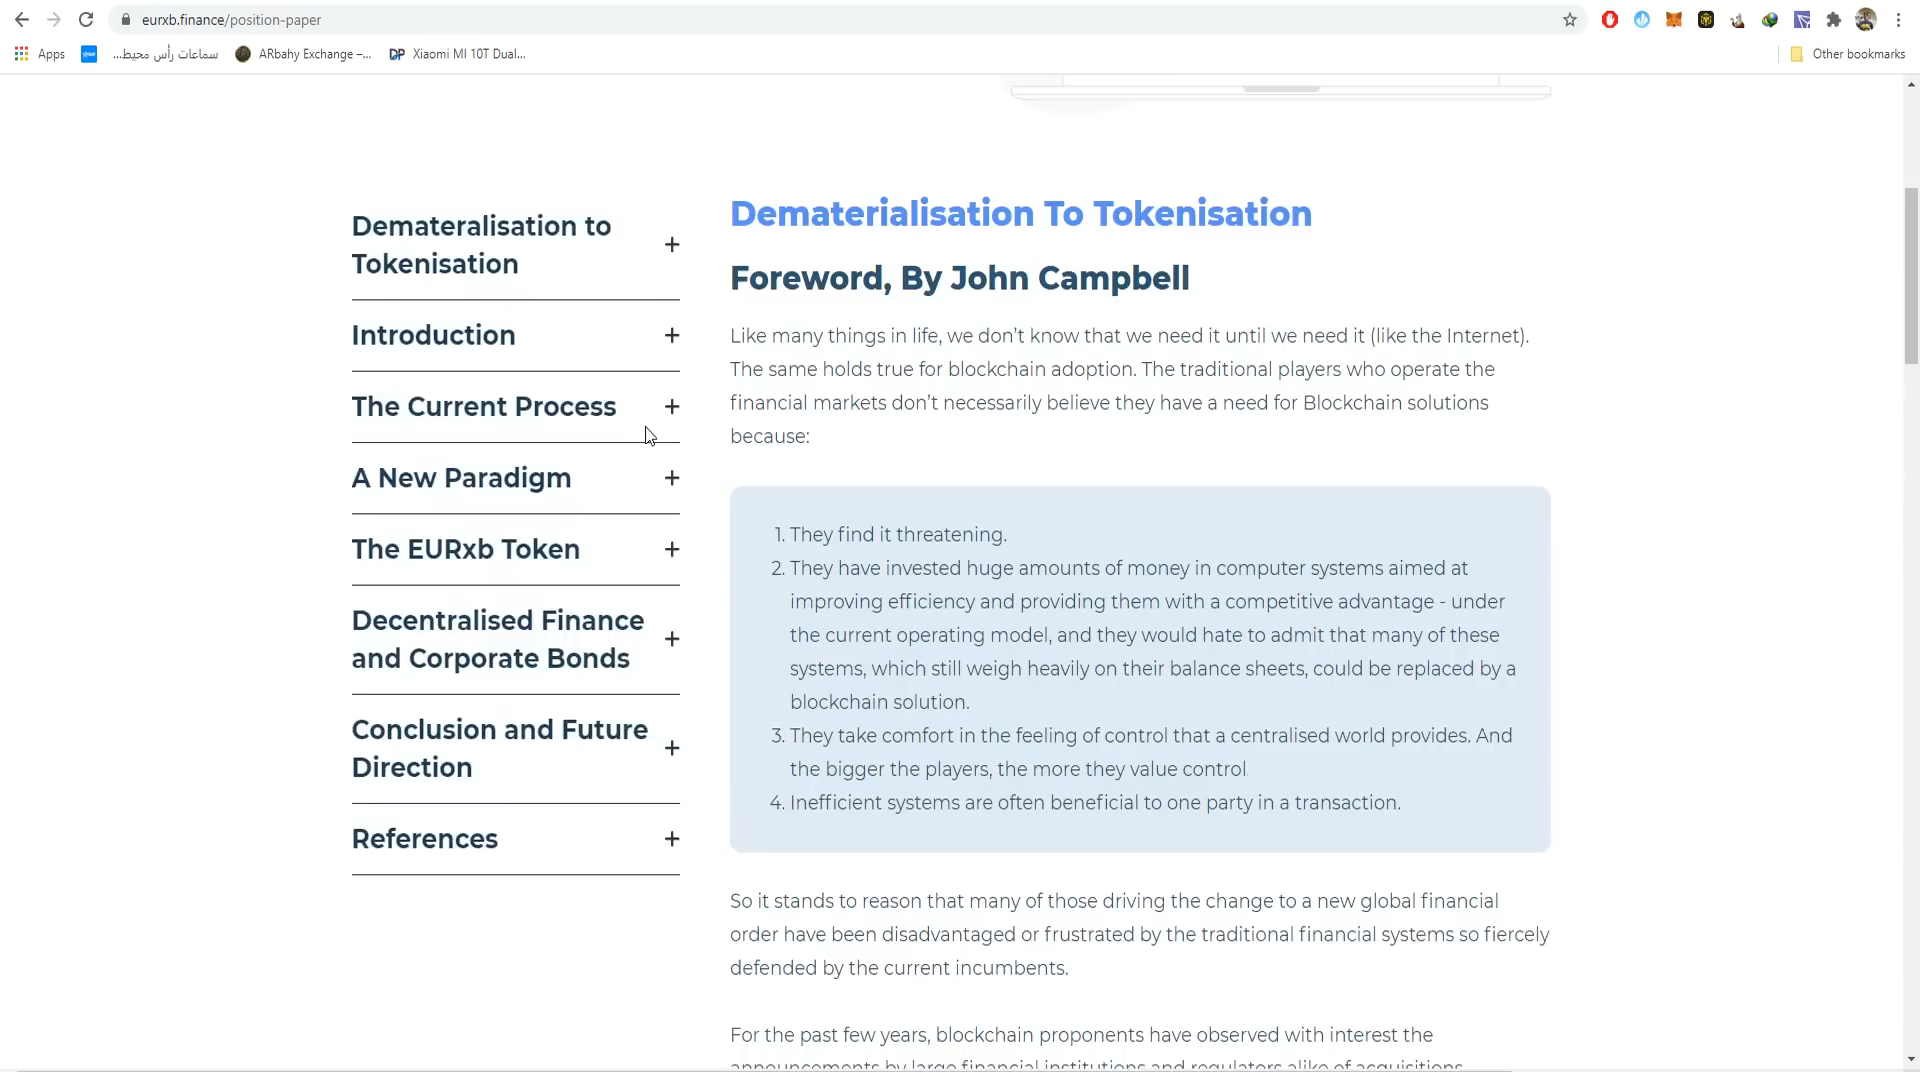 eurxb.finance/position-paper
Apps
سماعات رأس محيط...
ARbahy Exchange –...
DP
Xiaomi MI 10T Dual...
Other bookmarks
Demateralisation to
Tokenisation
+
Introduction +
The Current Process +
A New Paradigm +
The EURxb Token +
Decentralised Finance
and Corporate Bonds
+
Conclusion and Future
Direction
+
References +
Dematerialisation To Tokenisation
Foreword, By John Campbell
Like many things in life, we don’t know that we need it until we need it (like the Internet).
The same holds true for blockchain adoption. The traditional players who operate the
financial markets don’t necessarily believe they have a need for Blockchain solutions
because:
1. They find it threatening.
2. They have invested huge amounts of money in computer systems aimed at
improving efficiency and providing them with a competitive advantage - under
the current operating model, and they would hate to admit that many of these
systems, which still weigh heavily on their balance sheets, could be replaced by a
blockchain solution.
3. They take comfort in the feeling of control that a centralised world provides. And
the bigger the players, the more they value control.
4. Inefficient systems are often beneficial to one party in a transaction.
So it stands to reason that many of those driving the change to a new global financial
order have been disadvantaged or frustrated by the traditional financial systems so fiercely
defended by the current incumbents.
For the past few years, blockchain proponents have observed with interest the
announcements by large financial institutions and regulators alike of acquisitions,